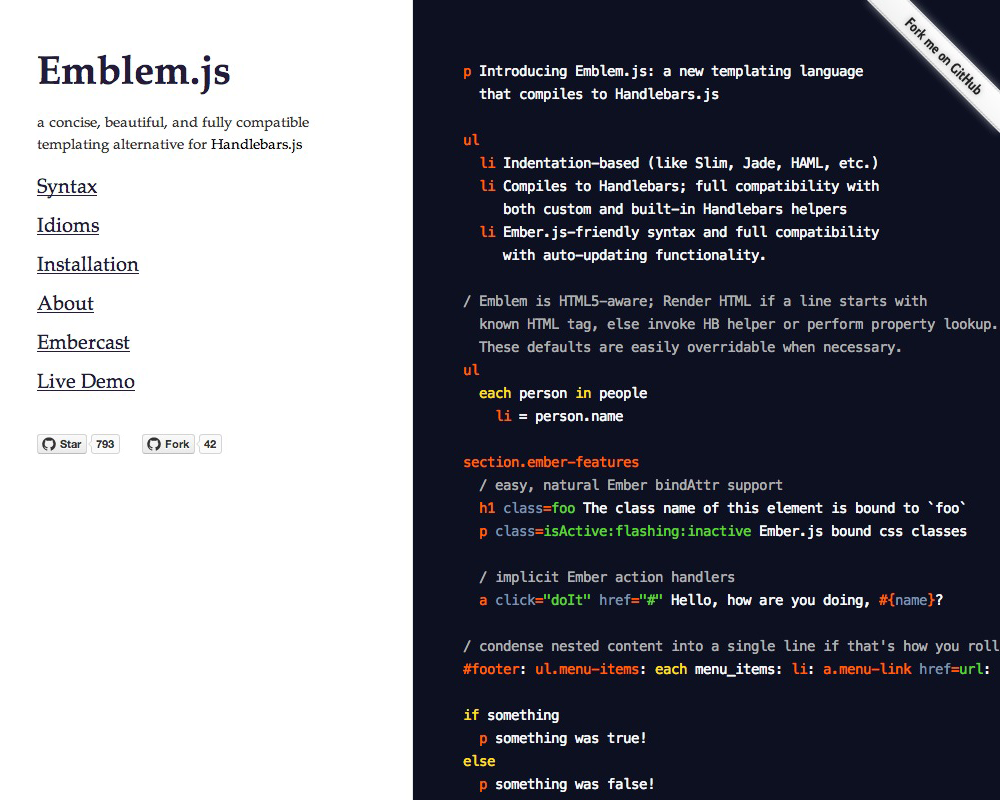 Emblem.js
a concise, beautiful, and fully compatible
templating alternative for Handlebars.js
Syntax
Idioms
Installation
About
Embercast
Live Demo
Star 793 Fork 42
Fork me on GitHub
p Introducing Emblem.js: a new templating language
that compiles to Handlebars.js
ul
li Indentation-based (like Slim, Jade, HAML, etc.)
li Compiles to Handlebars; full compatibility with
both custom and built-in Handlebars helpers
li Ember.js-friendly syntax and full compatibility
with auto-updating functionality.
/ Emblem is HTML5-aware; Render HTML if a line starts with
known HTML tag, else invoke HB helper or perform property lookup.
These defaults are easily overridable when necessary.
ul
each person in people
li = person.name
section.ember-features
/ easy, natural Ember bindAttr support
h1 class=foo The class name of this element is bound to `foo`
p class=isActive:flashing:inactive Ember.js bound css classes
/ implicit Ember action handlers
a click="doIt" href="#" Hello, how are you doing, #{name}?
/ condense nested content into a single line if that's how you roll
#footer: ul.menu-items: each menu_items: li: a.menu-link href=url:
if something
p something was true!
else
p something was false!